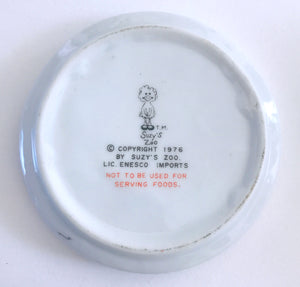 T.M.
Suzy's
Zoo
© COPYRIGHT 1976
BY SUZY'S ZOO
LIC. ENESCO IMPORTS
NOT TO BE USED FOR
SERVING FOODS.